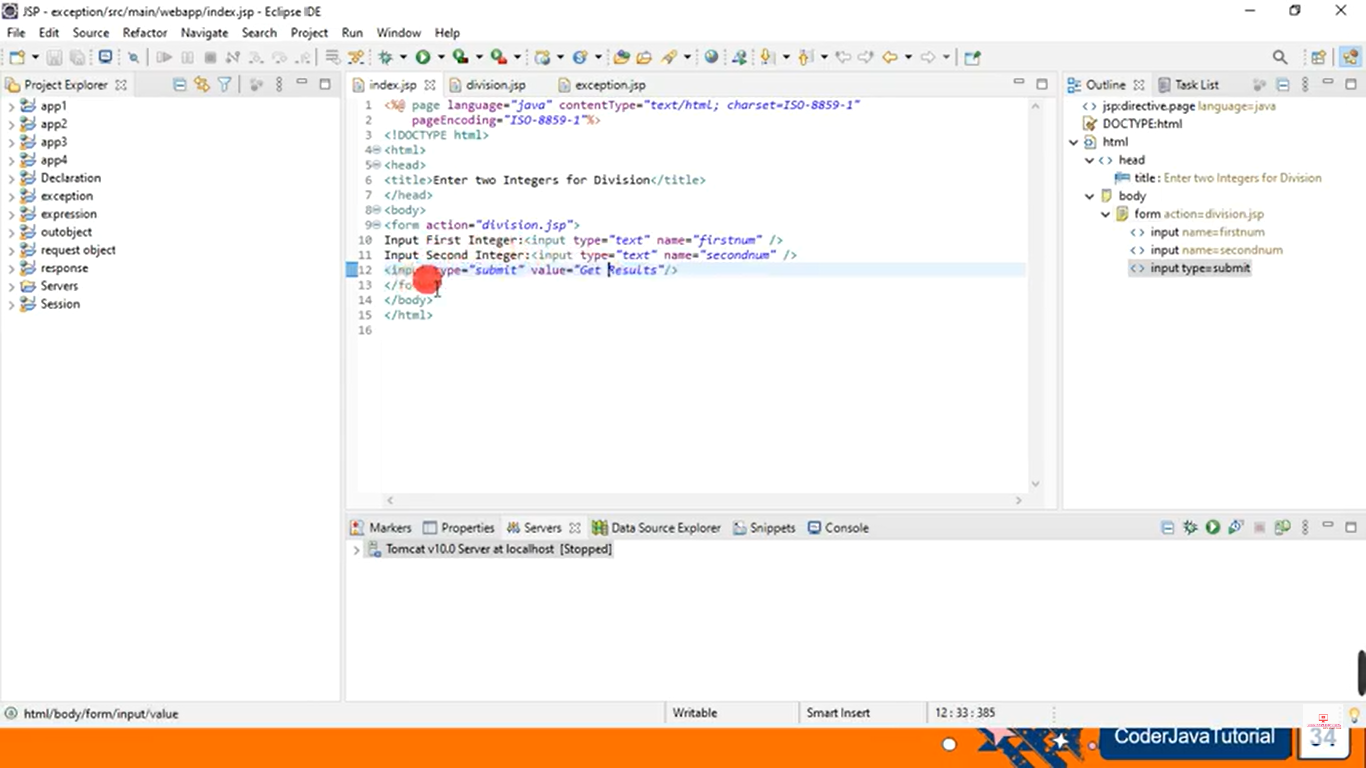 JSP - exception/src/main/webapp/index.jsp - Eclipse IDE
File Edit Source Refactor Navigate Search Project Run Window Help
Project Explorer
app1
app2
app3
app4
Declaration
exception
expression
outobject
request object
response
Servers
Session
index.jsp division.jsp exception.jsp
1 <%@ page language="java" contentType="text/html; charset=ISO-8859-1"
2 pageEncoding="ISO-8859-1"%>
3 <!DOCTYPE html>
4 <html>
5 <head>
6 <title>Enter two Integers for Division</title>
7 </head>
8 <body>
9 <form action="division.jsp">
10 Input First Integer:<input type="text" name="firstnum" />
11 Input Second Integer:<input type="text" name="secondnum" />
12 <input type="submit" value="Get Results"/>
13 </fo
14 </body>
15 </html>
16
Outline Task List
jsp:directive.page language=java
DOCTYPE:html
html
head
title : Enter two Integers for Division
body
form action=division.jsp
input name=firstnum
input name=secondnum
input type=submit
Markers Properties Servers Data Source Explorer Snippets Console
Tomcat v10.0 Server at localhost [Stopped]
html/body/form/input/value
Writable
Smart Insert
12 : 33 : 385
CoderJavaTutorial
34